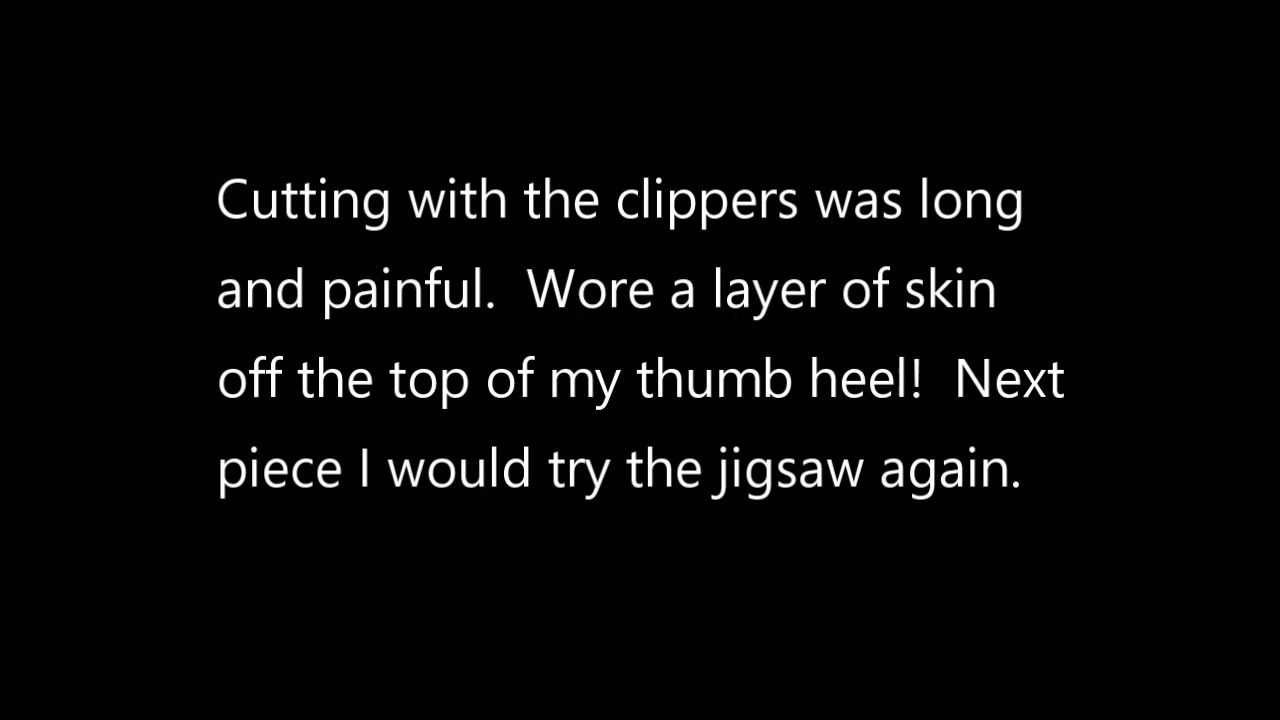 Cutting with the clippers was long
and painful.  Wore a layer of skin
off the top of my thumb heel!  Next
piece I would try the jigsaw again.